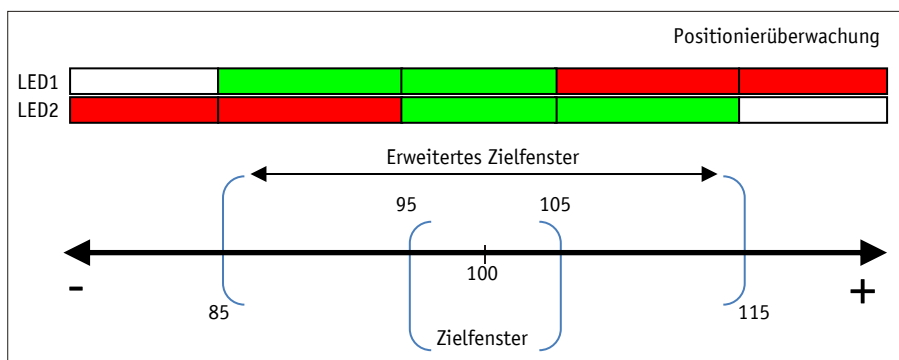 Positionierüberwachung
LED1
LED2
Erweitertes Zielfenster
95 105
100
- +
85 115
Zielfenster